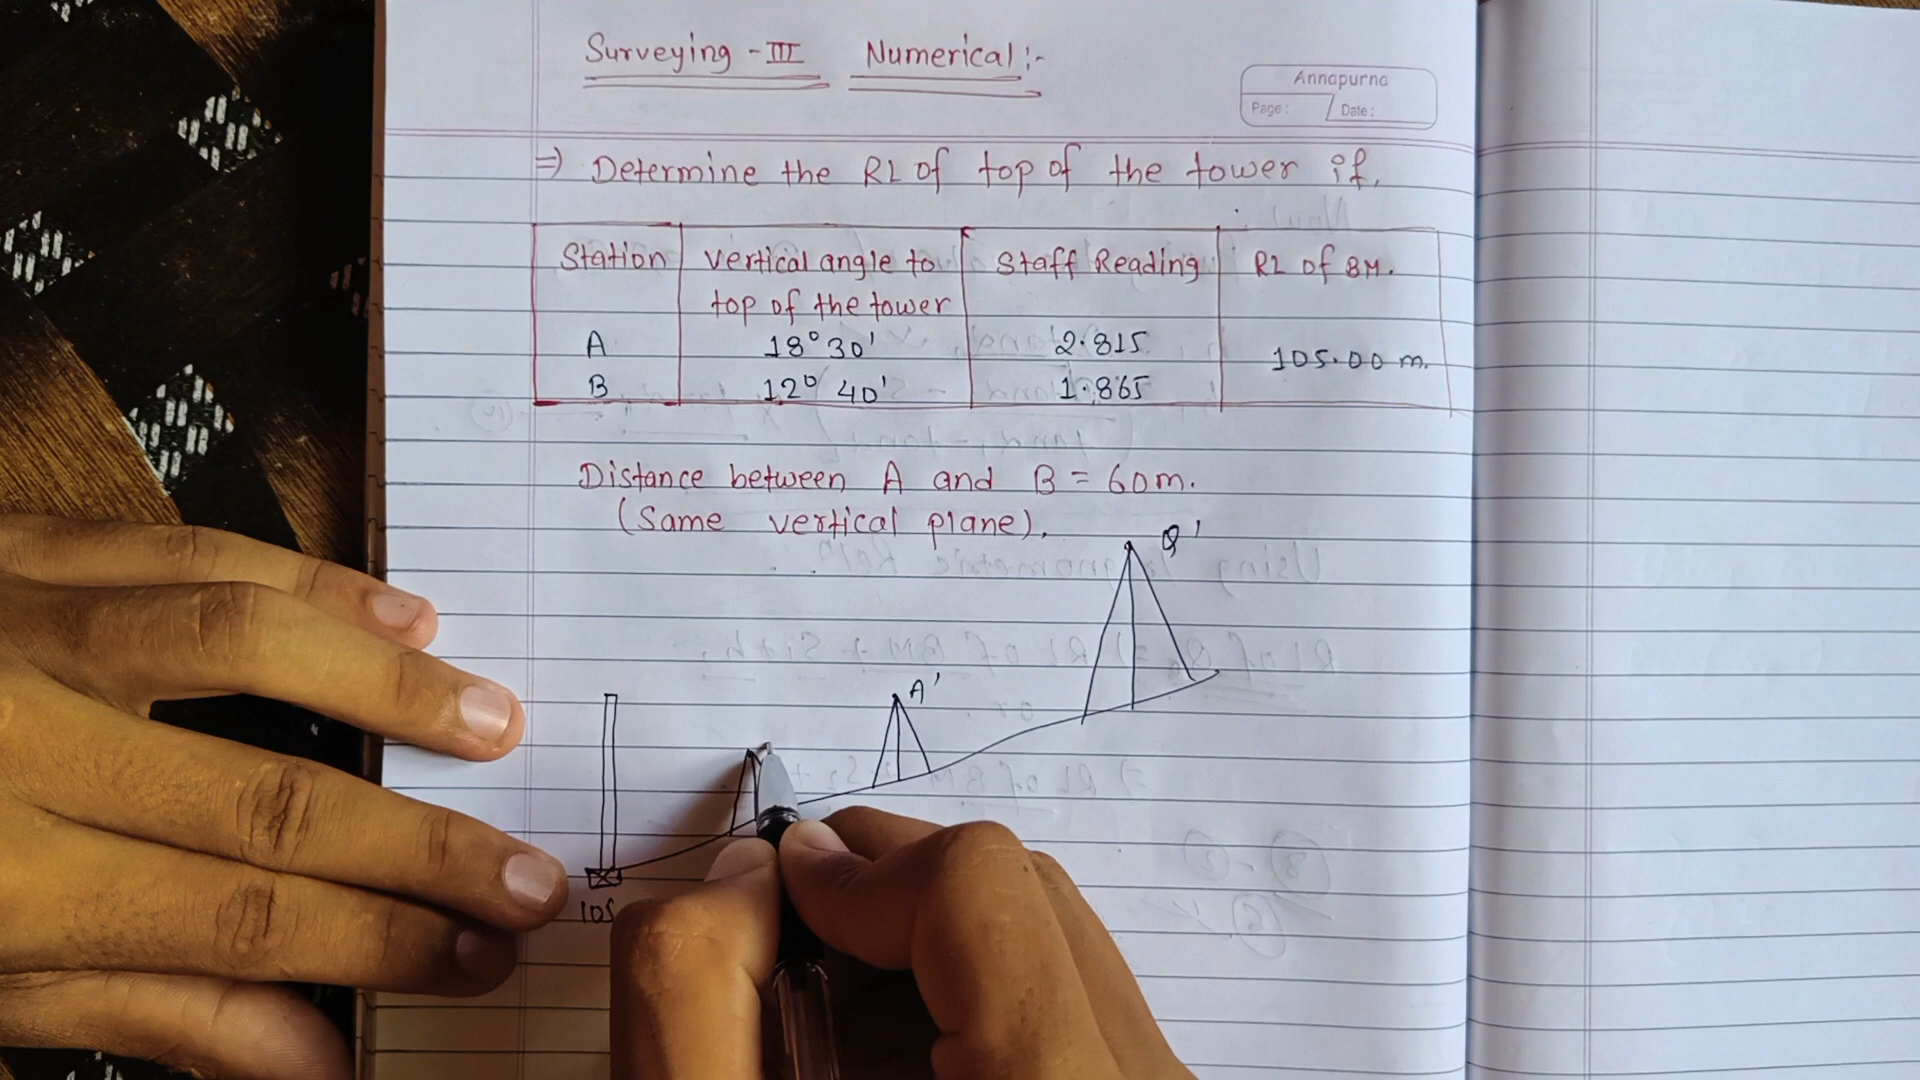 Surveying - III Numerical :-
Annapurna
Page: Date:
⇒ Determine the RL of top of the tower if,
Station Vertical angle to top of the tower Staff Reading RL of BM.
A 18° 30' 2.815 105.00 m.
B 12° 40' 1.865
Distance between A and B = 60m.
(Same vertical plane).
Q'
A'
105